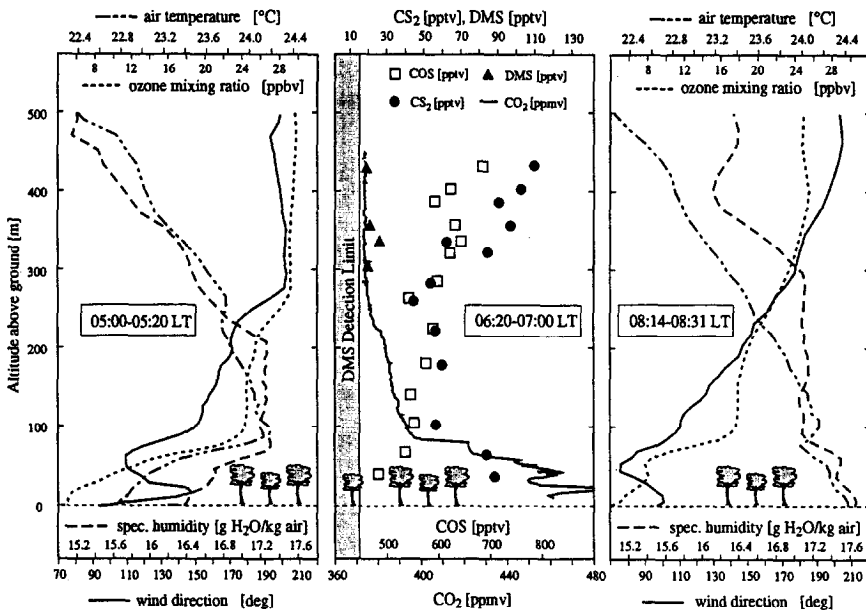 air temperature [°C]
22.4 22.8 23.2 23.6 24.0 24.4
8 12 16 20 24 28
ozone mixing ratio [ppbv]
CS2 [pptv], DMS [pptv]
10 20 40 60 80 100 140
COS [pptv]
DMS [pptv]
CS2 [pptv]
CO2 [ppmv]
air temperature [°C]
22.4 22.8 23.2 23.6 24.0 24.4
8 12 16 20 24 28
ozone mixing ratio [ppbv]
Altitude above ground [m]
500
400
300
200
100
0
05:00-05:20 LT
DMS Detection Limit
06:20-07:00 LT
08:14-08:31 LT
spec. humidity [g H2O/kg air]
15.2 15.6 16 16.4 16.8 17.2 17.6
70 90 110 130 150 170 190 210
wind direction [deg]
COS [pptv]
500 600 700 800
360 400 440 480
CO2 [ppmv]
spec. humidity [g H2O/kg air]
15.2 15.6 16 16.4 16.8 17.2 17.6
90 110 130 150 170 190 210
wind direction [deg]